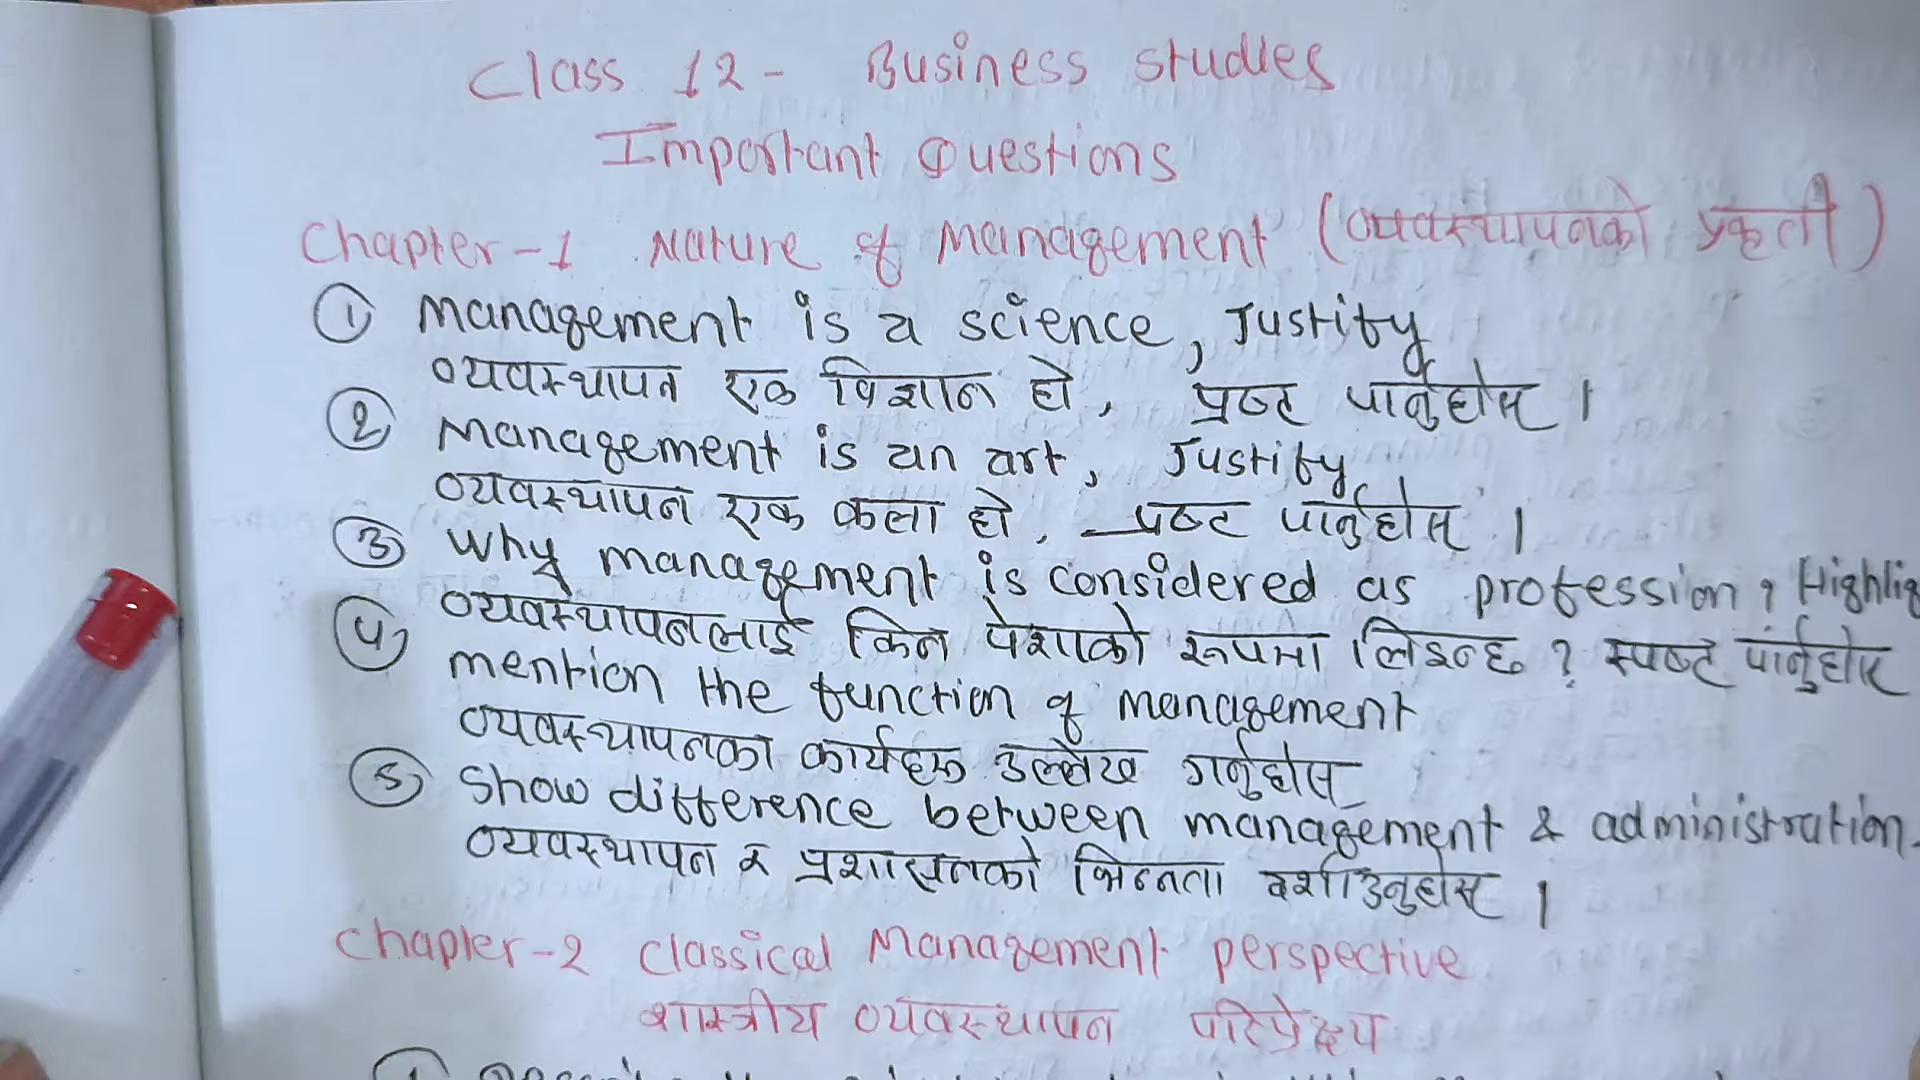 Class 12 - Business studies
Important Questions
Chapter-1 Nature of Management (व्यवस्थापनको प्रकृती)
① Management is a science, Justify
व्यवस्थापन एक विज्ञान हो, प्रष्ट पार्नुहोस् ।
② Management is an art, Justify
व्यवस्थापन एक कला हो, प्रष्ट पार्नुहोस् ।
③ Why management is considered as profession? Highlig
व्यवस्थापनलाई किन पेशाको रूपमा लिइन्छ? स्पष्ट पार्नुहोस
④ mention the function of management
व्यवस्थापनका कार्यहरू उल्लेख गर्नुहोस्
⑤ Show difference between management & administration.
व्यवस्थापन र प्रशासनको भिन्नता दर्शाउनुहोस् ।
Chapter-2 Classical Management perspective
शास्त्रीय व्यवस्थापन परिप्रेक्ष्य
①